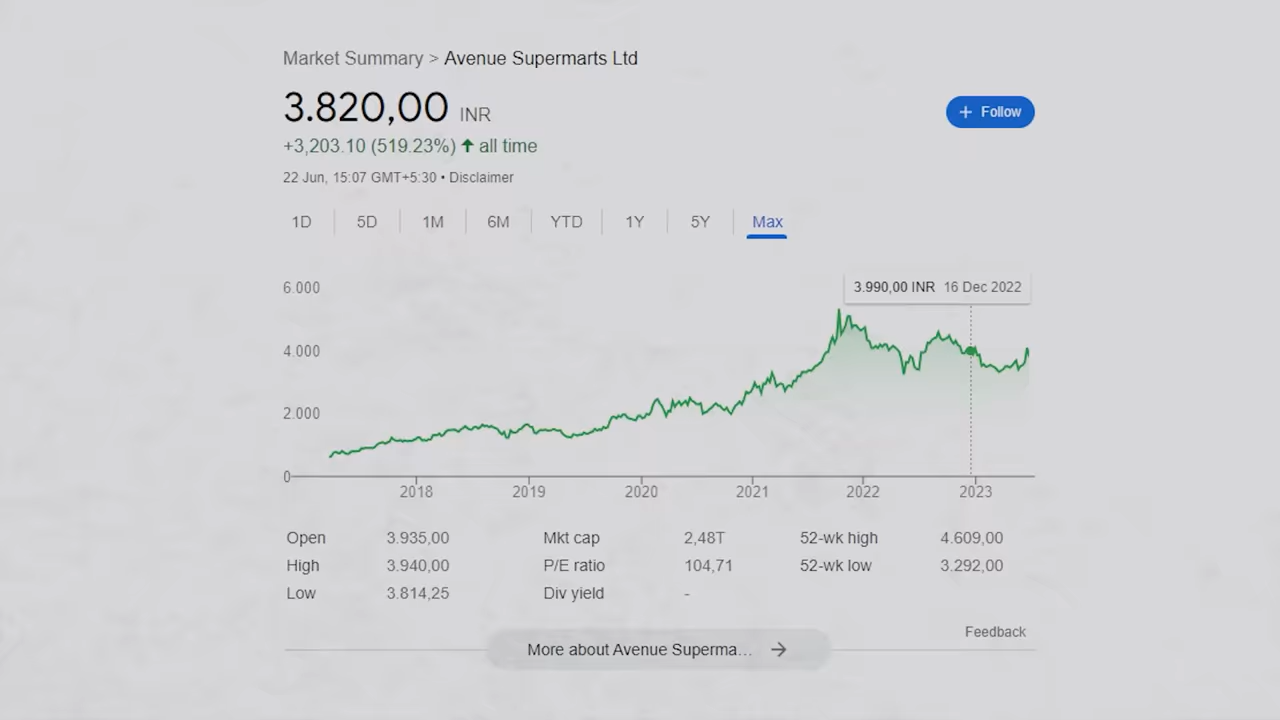 Market Summary > Avenue Supermarts Ltd
3.820,00 INR
+ Follow
+3,203.10 (519.23%) ↑ all time
22 Jun, 15:07 GMT+5:30 • Disclaimer
1D 5D 1M 6M YTD 1Y 5Y Max
3.990,00 INR 16 Dec 2022
6.000
4.000
2.000
0
2018 2019 2020 2021 2022 2023
Open 3.935,00 Mkt cap 2,48T 52-wk high 4.609,00
High 3.940,00 P/E ratio 104,71 52-wk low 3.292,00
Low 3.814,25 Div yield -
Feedback
More about Avenue Superma... →